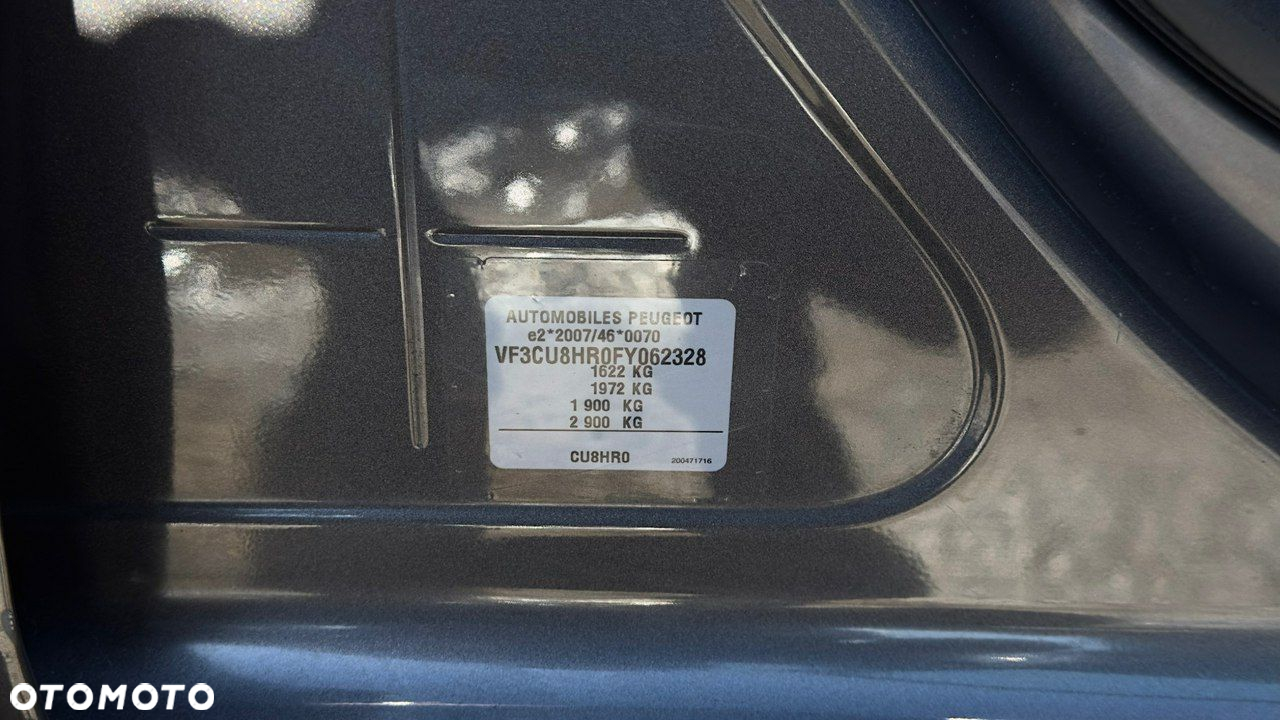 AUTOMOBILES PEUGEOT
e2*2007/46*0070
VF3CU8HR0FY062328
1622 KG
1972 KG
1 900 KG
2 900 KG
CU8HR0 200471716
OTOMOTO